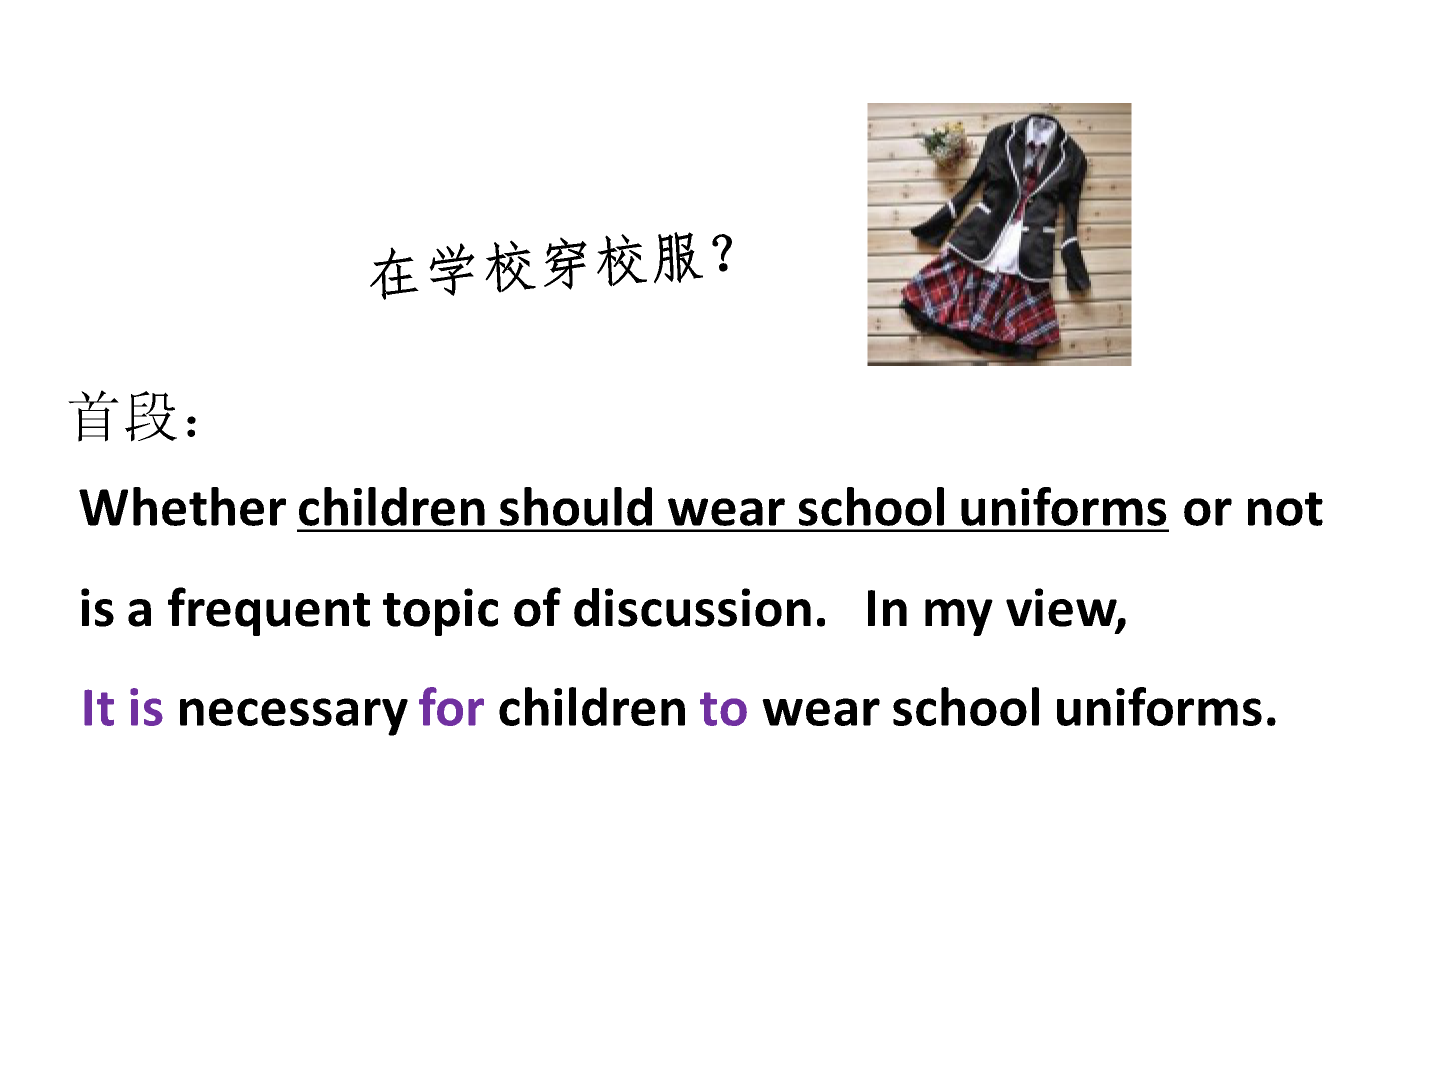 在学校穿校服？
首段：
Whether children should wear school uniforms or not
is a frequent topic of discussion. In my view,
It is necessary for children to wear school uniforms.